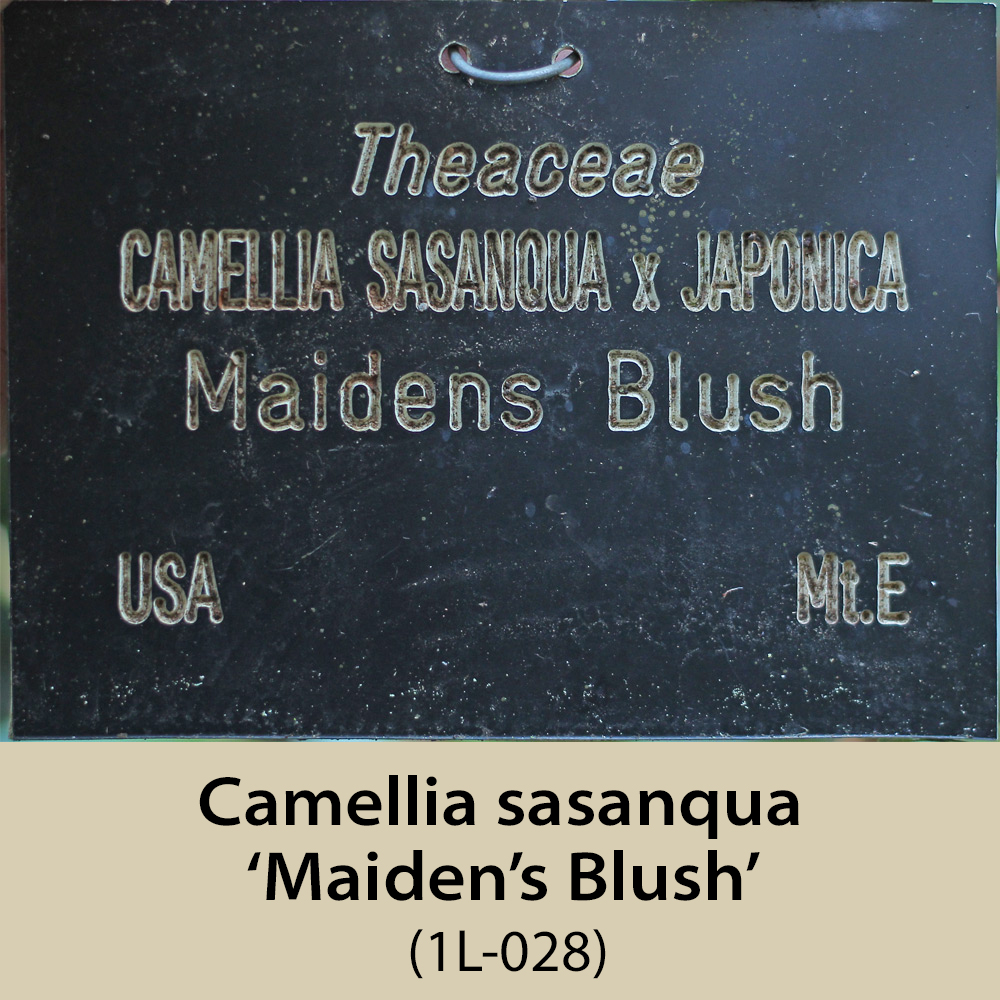 Theaceae
CAMELLIA SASANQUA x JAPONICA
Maidens Blush
USA Mt.E
Camellia sasanqua
‘Maiden’s Blush’
(1L-028)